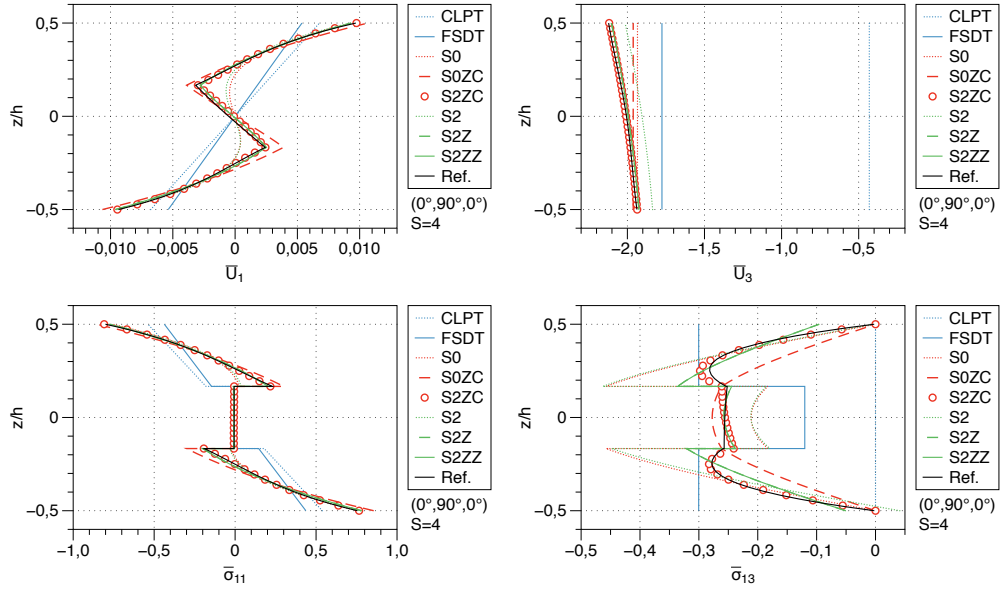 0,5
0
−0,5
z/h
−0,010
−0,005
0
0,005
0,010
U̅₁
CLPT
FSDT
S0
S0ZC
S2ZC
S2
S2Z
S2ZZ
Ref.
(0°,90°,0°)
S=4
0,5
0
−0,5
z/h
−2,0
−1,5
−1,0
−0,5
U̅₃
CLPT
FSDT
S0
S0ZC
S2ZC
S2
S2Z
S2ZZ
Ref.
(0°,90°,0°)
S=4
0,5
0
−0,5
z/h
−1,0
−0,5
0
0,5
1,0
σ̅₁₁
CLPT
FSDT
S0
S0ZC
S2ZC
S2
S2Z
S2ZZ
Ref.
(0°,90°,0°)
S=4
0,5
0
−0,5
z/h
−0,5
−0,4
−0,3
−0,2
−0,1
0
σ̅₁₃
CLPT
FSDT
S0
S0ZC
S2ZC
S2
S2Z
S2ZZ
Ref.
(0°,90°,0°)
S=4